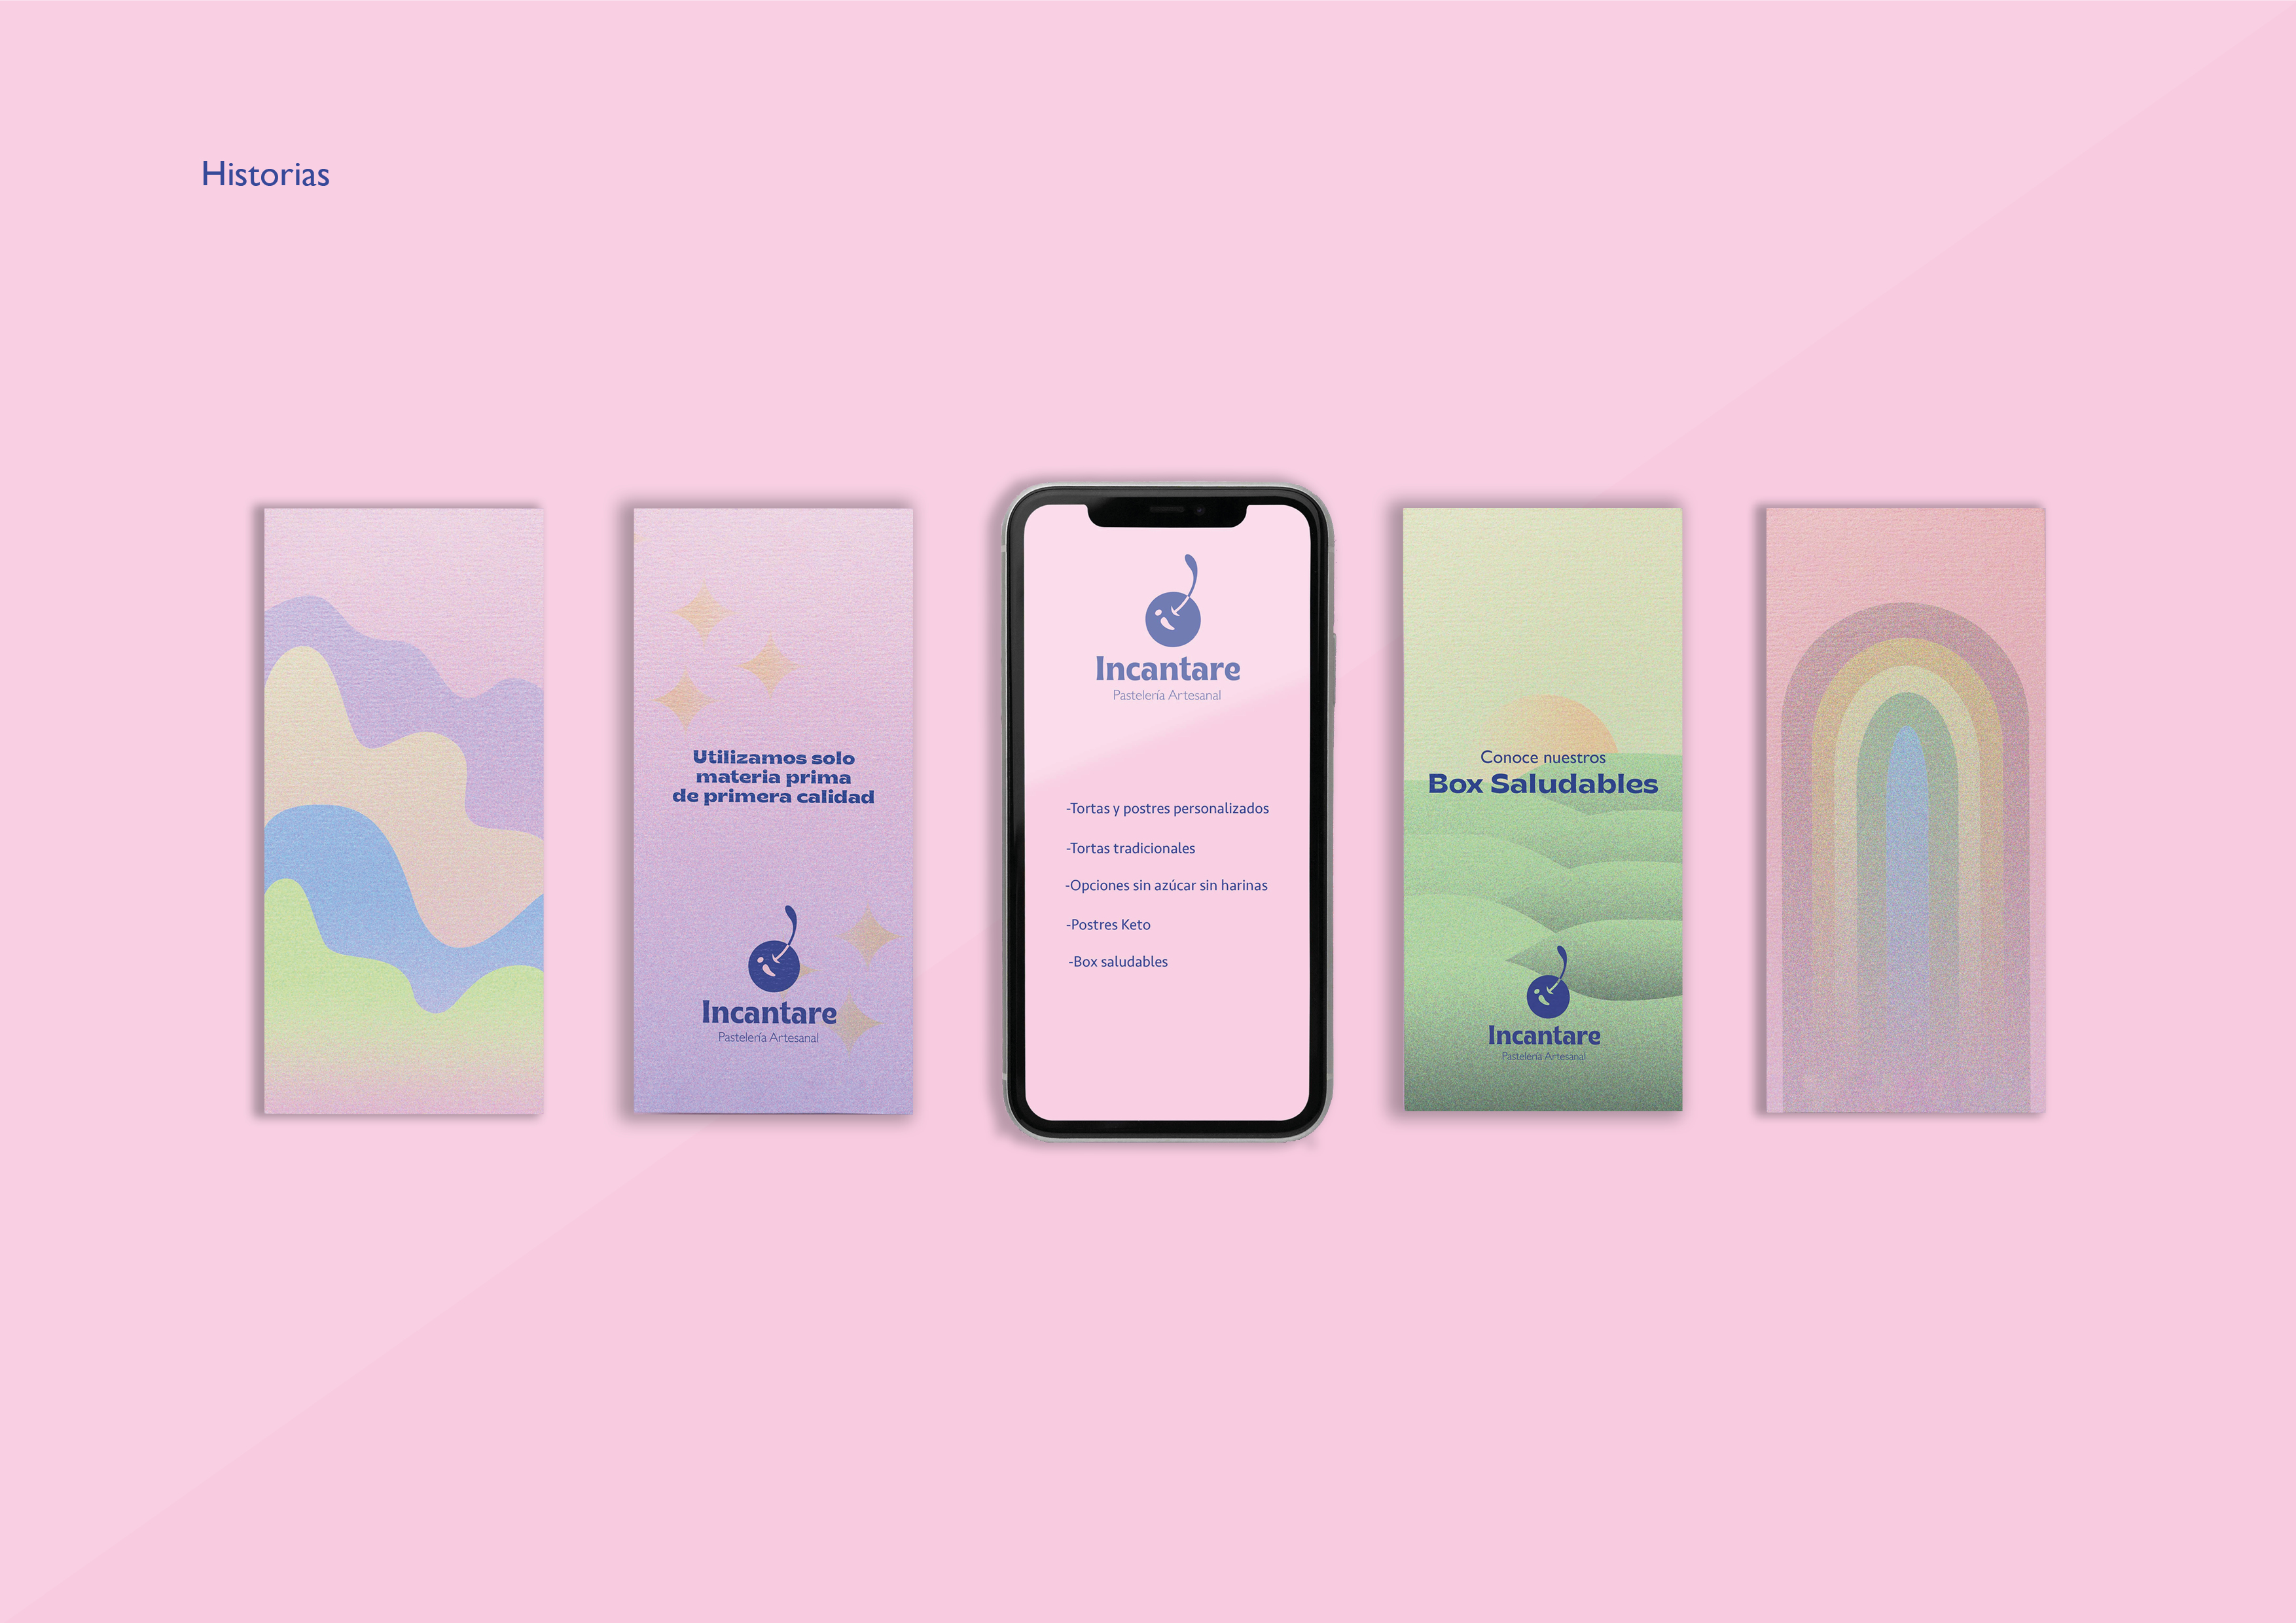 Historias
Utilizamos solo
materia prima
de primera calidad
Incantare
Pastelería Artesanal
Incantare
Pastelería Artesanal
-Tortas y postres personalizados
-Tortas tradicionales
-Opciones sin azúcar sin harinas
-Postres Keto
-Box saludables
Conoce nuestros
Box Saludables
Incantare
Pastelería Artesanal